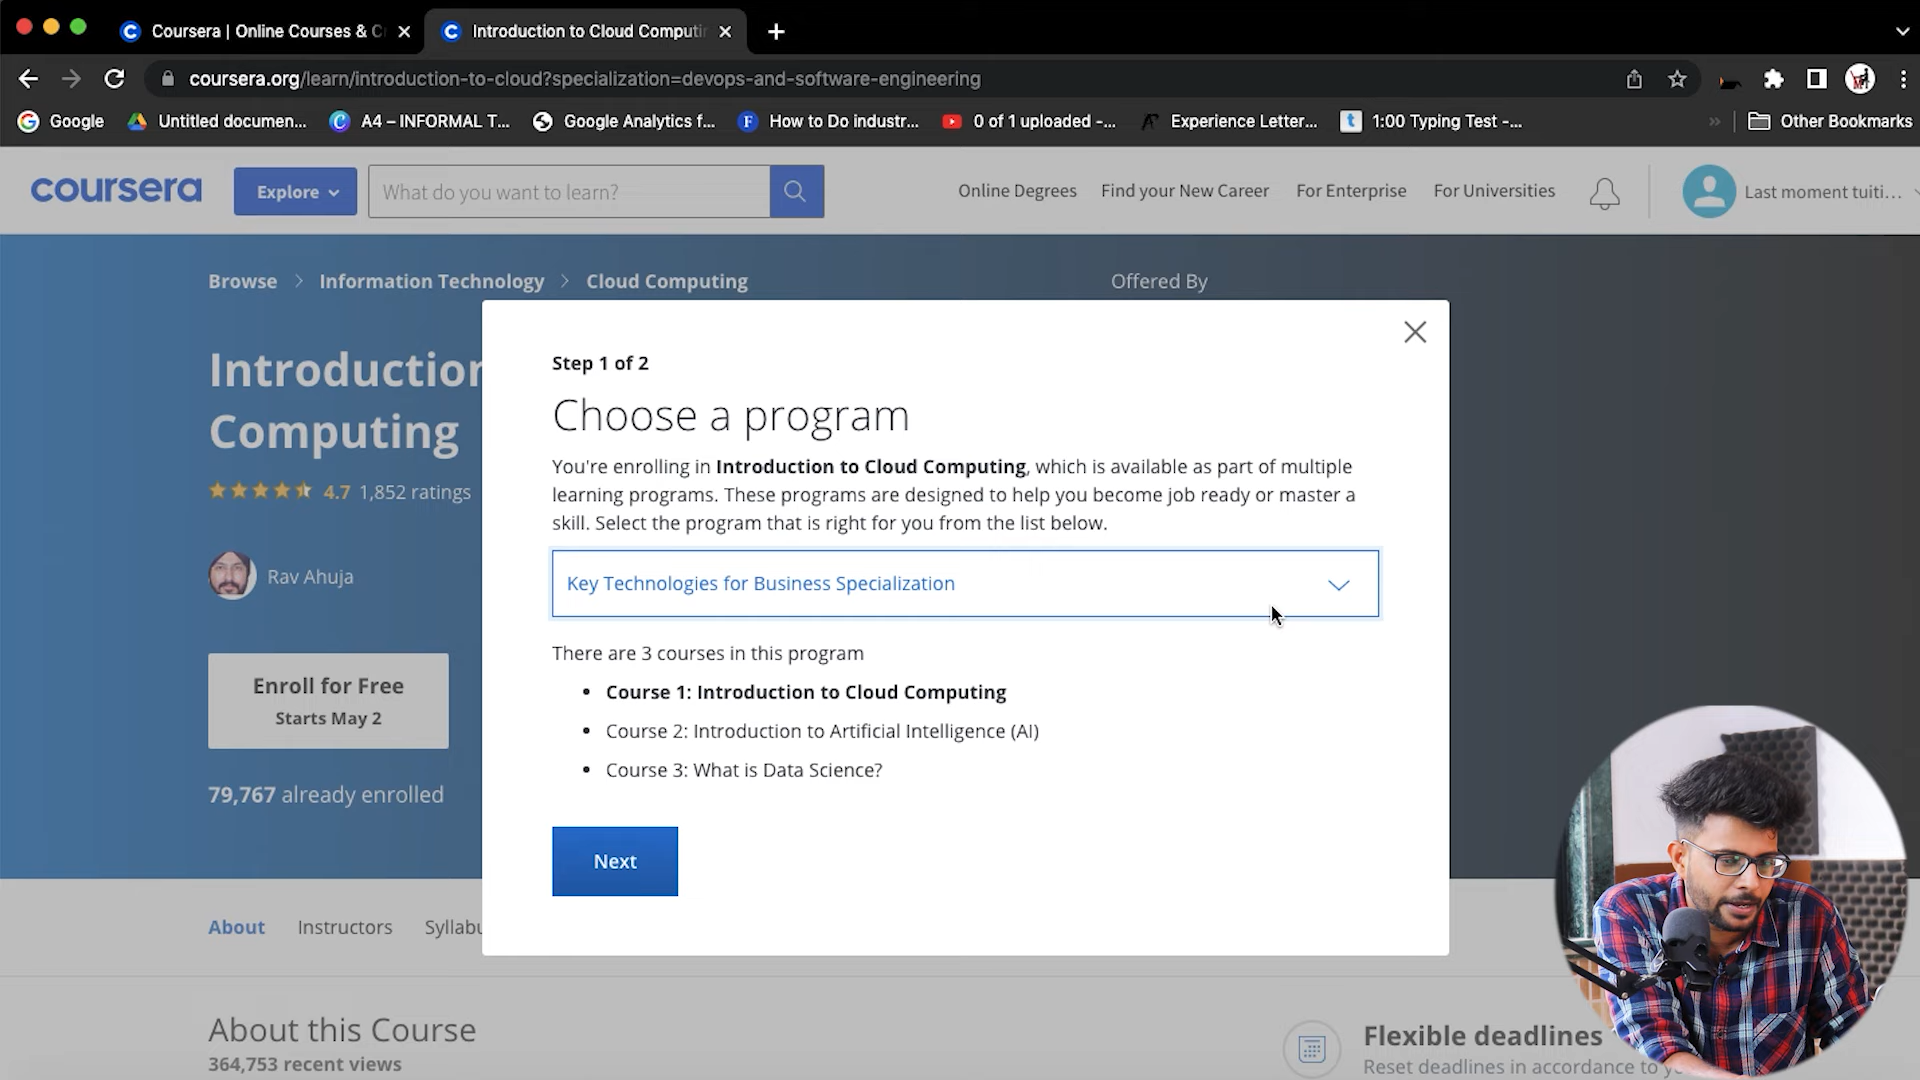 Coursera | Online Courses & C
Introduction to Cloud Computi
coursera.org/learn/introduction-to-cloud?specialization=devops-and-software-engineering
Google
Untitled documen...
A4 – INFORMAL T...
Google Analytics f...
How to Do industr...
0 of 1 uploaded -...
Experience Letter...
1:00 Typing Test -...
Other Bookmarks
coursera
Explore
What do you want to learn?
Online Degrees
Find your New Career
For Enterprise
For Universities
Last moment tuiti...
Browse > Information Technology > Cloud Computing
Offered By
Introduction
Computing
4.7 1,852 ratings
Rav Ahuja
Enroll for Free
Starts May 2
79,767 already enrolled
Step 1 of 2
Choose a program
You're enrolling in Introduction to Cloud Computing, which is available as part of multiple
learning programs. These programs are designed to help you become job ready or master a
skill. Select the program that is right for you from the list below.
Key Technologies for Business Specialization
There are 3 courses in this program
• Course 1: Introduction to Cloud Computing
• Course 2: Introduction to Artificial Intelligence (AI)
• Course 3: What is Data Science?
Next
About
Instructors
Syllabu
About this Course
364,753 recent views
Flexible deadlines
Reset deadlines in accordance to y